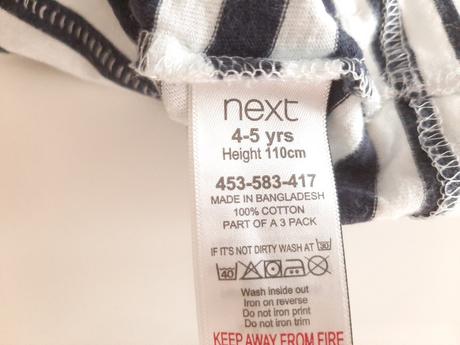 next
4-5 yrs
Height 110cm
453-583-417
MADE IN BANGLADESH
100% COTTON
PART OF A 3 PACK
IF IT'S NOT DIRTY WASH AT 30
40
Wash inside out
Iron on reverse
Do not iron print
Do not iron trim
KEEP AWAY FROM FIRE